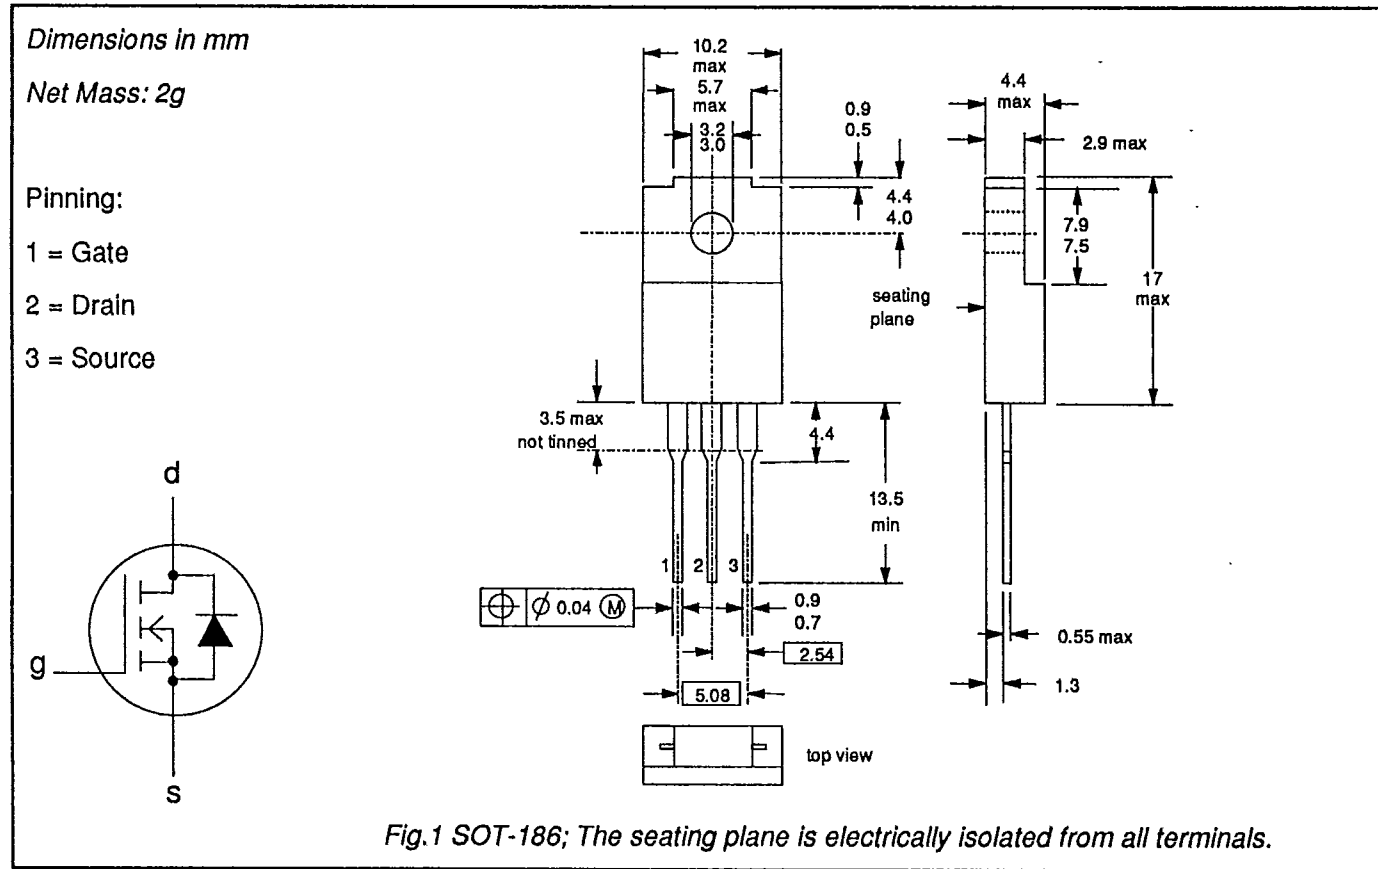 Dimensions in mm
Net Mass: 2g
Pinning:
1 = Gate
2 = Drain
3 = Source
d
g
s
10.2
max
5.7
max
3.2
3.0
0.9
0.5
4.4
4.0
seating
plane
3.5 max
not tinned
4.4
13.5
min
1 2 3
⌖ ⌀ 0.04 Ⓜ
0.9
0.7
2.54
5.08
top view
4.4
max
2.9 max
7.9
7.5
17
max
0.55 max
1.3
Fig.1 SOT-186; The seating plane is electrically isolated from all terminals.